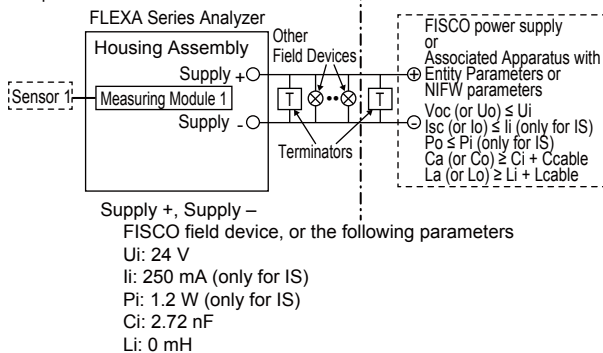 FLEXA Series Analyzer
Housing Assembly
Supply +
Sensor 1
Measuring Module 1
Supply -
Other
Field Devices
T
T
Terminators
+
-
FISCO power supply
or
Associated Apparatus with
Entity Parameters or
NIFW parameters
Voc (or Uo) ≤ Ui
Isc (or Io) ≤ Ii (only for IS)
Po ≤ Pi (only for IS)
Ca (or Co) ≥ Ci + Ccable
La (or Lo) ≥ Li + Lcable
Supply +, Supply –
FISCO field device, or the following parameters
Ui: 24 V
Ii: 250 mA (only for IS)
Pi: 1.2 W (only for IS)
Ci: 2.72 nF
Li: 0 mH